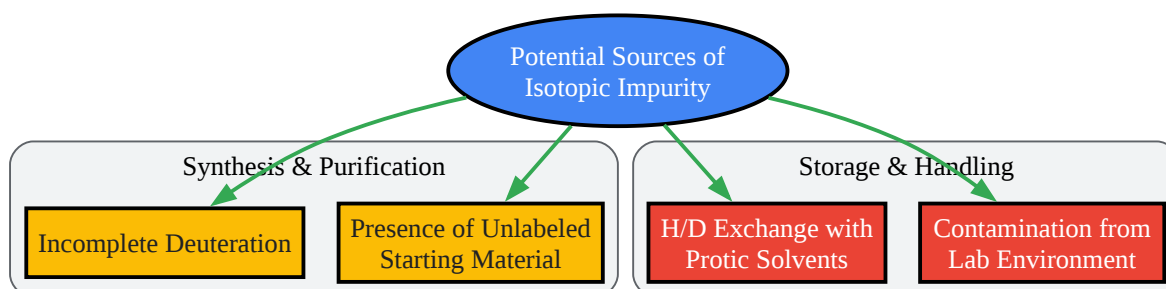 Potential Sources of
Isotopic Impurity
Synthesis & Purification
Storage & Handling
Incomplete Deuteration
Presence of Unlabeled
Starting Material
H/D Exchange with
Protic Solvents
Contamination from
Lab Environment